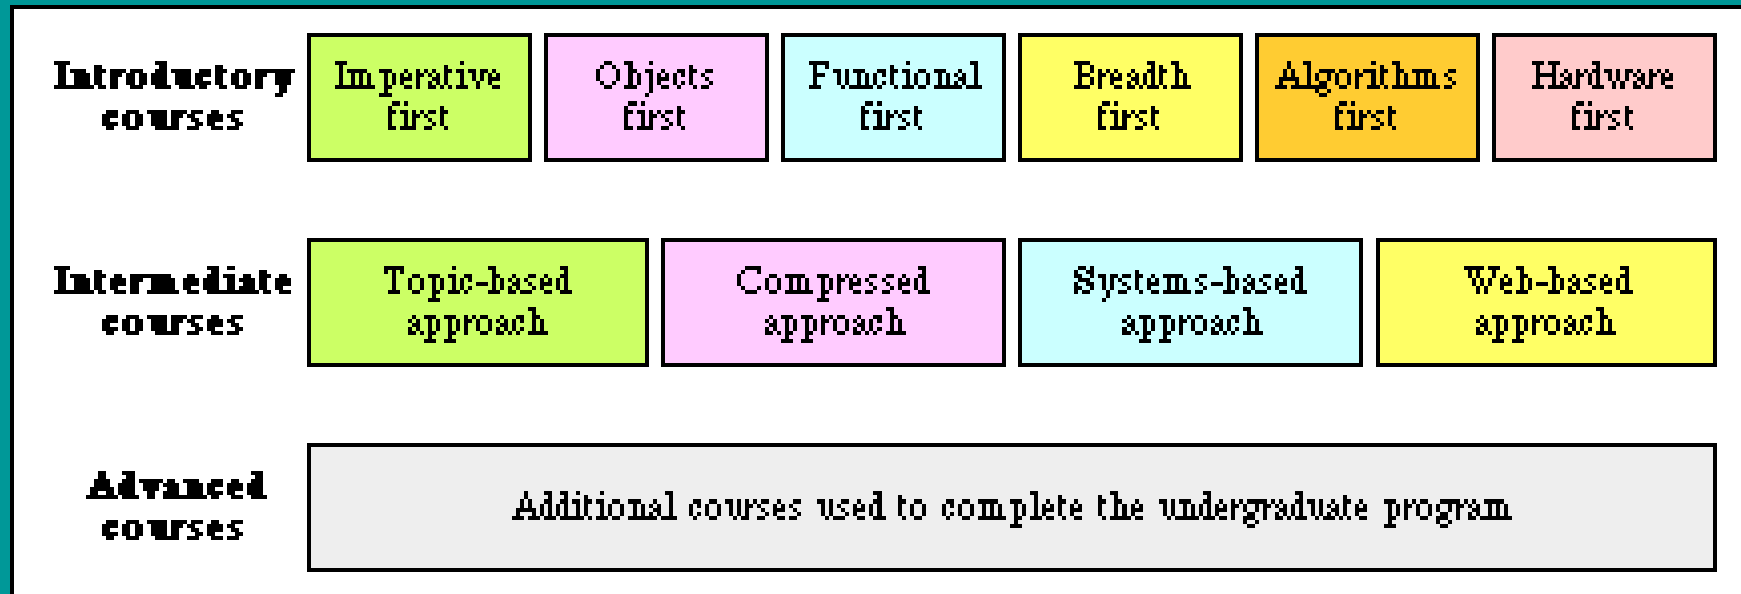 Introductory
courses
Imperative
first
Objects
first
Functional
first
Breadth
first
Algorithms
first
Hardware
first
Intermediate
courses
Topic-based
approach
Compressed
approach
Systems-based
approach
Web-based
approach
Advanced
courses
Additional courses used to complete the undergraduate program